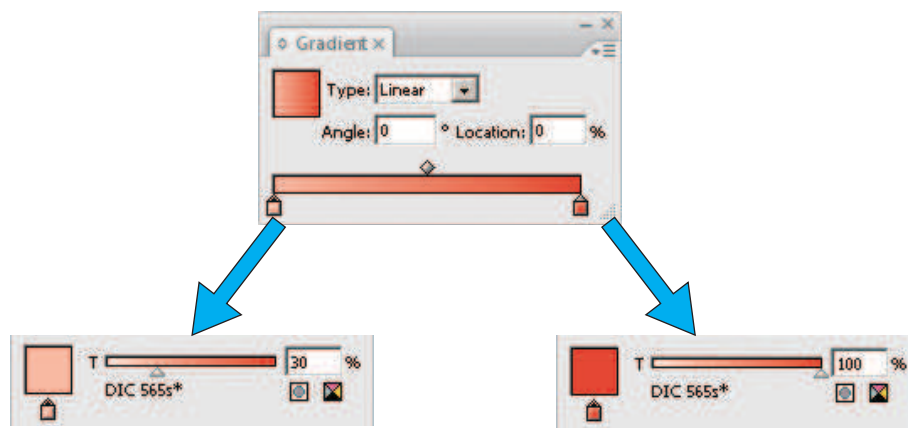 Gradient ×
Type: Linear
Angle: 0 ° Location: 0 %
T 30 %
DIC 565s*
T 100 %
DIC 565s*